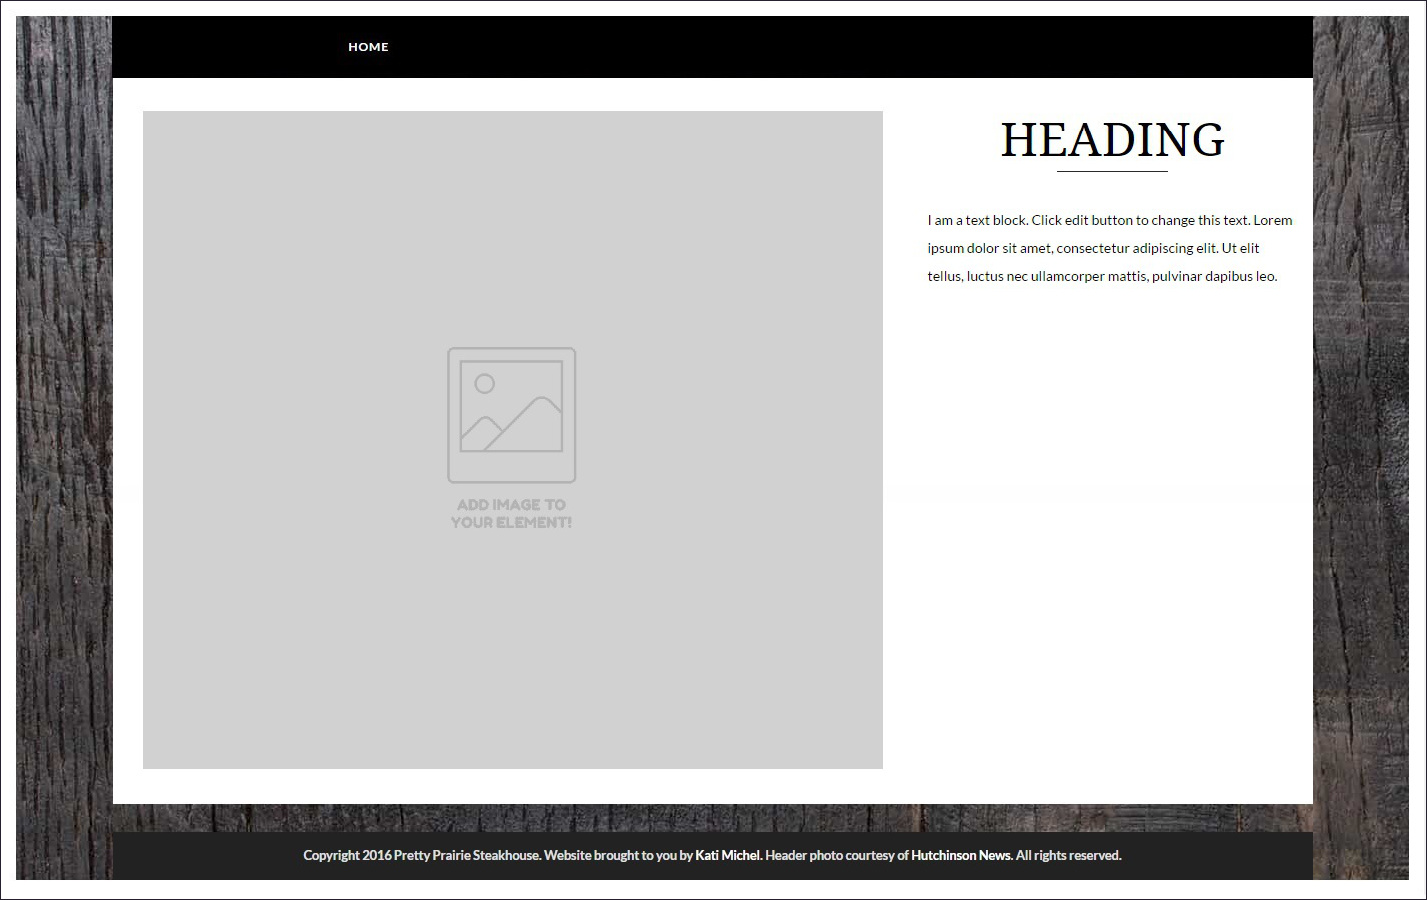 HOME
HEADING
I am a text block. Click edit button to change this text. Lorem
ipsum dolor sit amet, consectetur adipiscing elit. Ut elit
tellus, luctus nec ullamcorper mattis, pulvinar dapibus leo.
ADD IMAGE TO
YOUR ELEMENT!
Copyright 2016 Pretty Prairie Steakhouse. Website brought to you by Kati Michel. Header photo courtesy of Hutchinson News. All rights reserved.